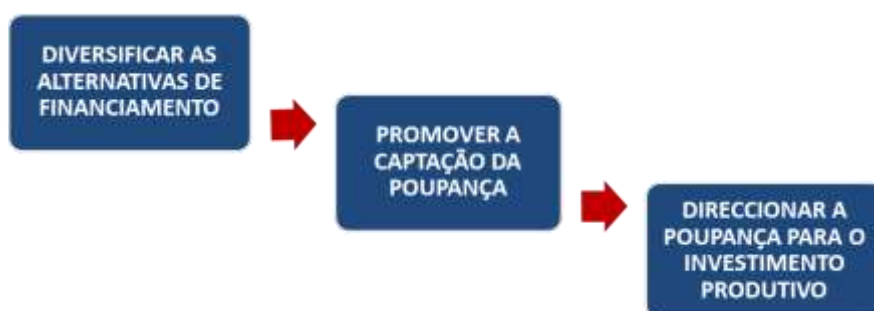 DIVERSIFICAR AS
ALTERNATIVAS DE
FINANCIAMENTO
PROMOVER A
CAPTAÇÃO DA
POUPANÇA
DIRECCIONAR A
POUPANÇA PARA O
INVESTIMENTO
PRODUTIVO